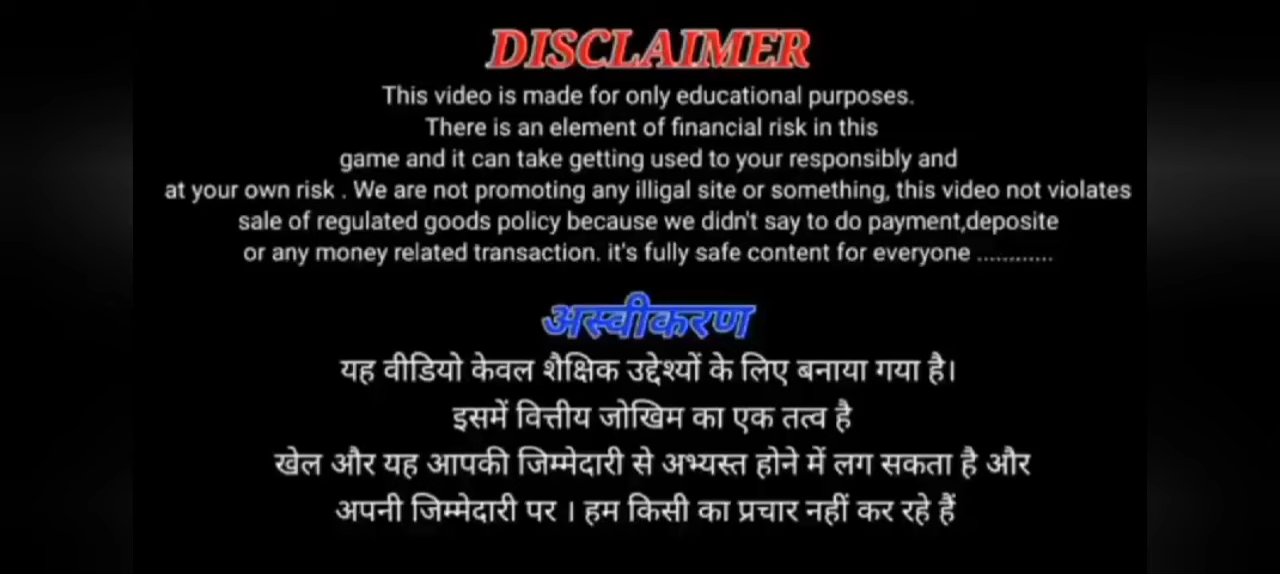 DISCLAIMER
This video is made for only educational purposes.
There is an element of financial risk in this
game and it can take getting used to your responsibly and
at your own risk . We are not promoting any illigal site or something, this video not violates
sale of regulated goods policy because we didn't say to do payment,deposite
or any money related transaction. it's fully safe content for everyone ............
अस्वीकरण
यह वीडियो केवल शैक्षिक उद्देश्यों के लिए बनाया गया है।
इसमें वित्तीय जोखिम का एक तत्व है
खेल और यह आपकी जिम्मेदारी से अभ्यस्त होने में लग सकता है और
अपनी जिम्मेदारी पर । हम किसी का प्रचार नहीं कर रहे हैं